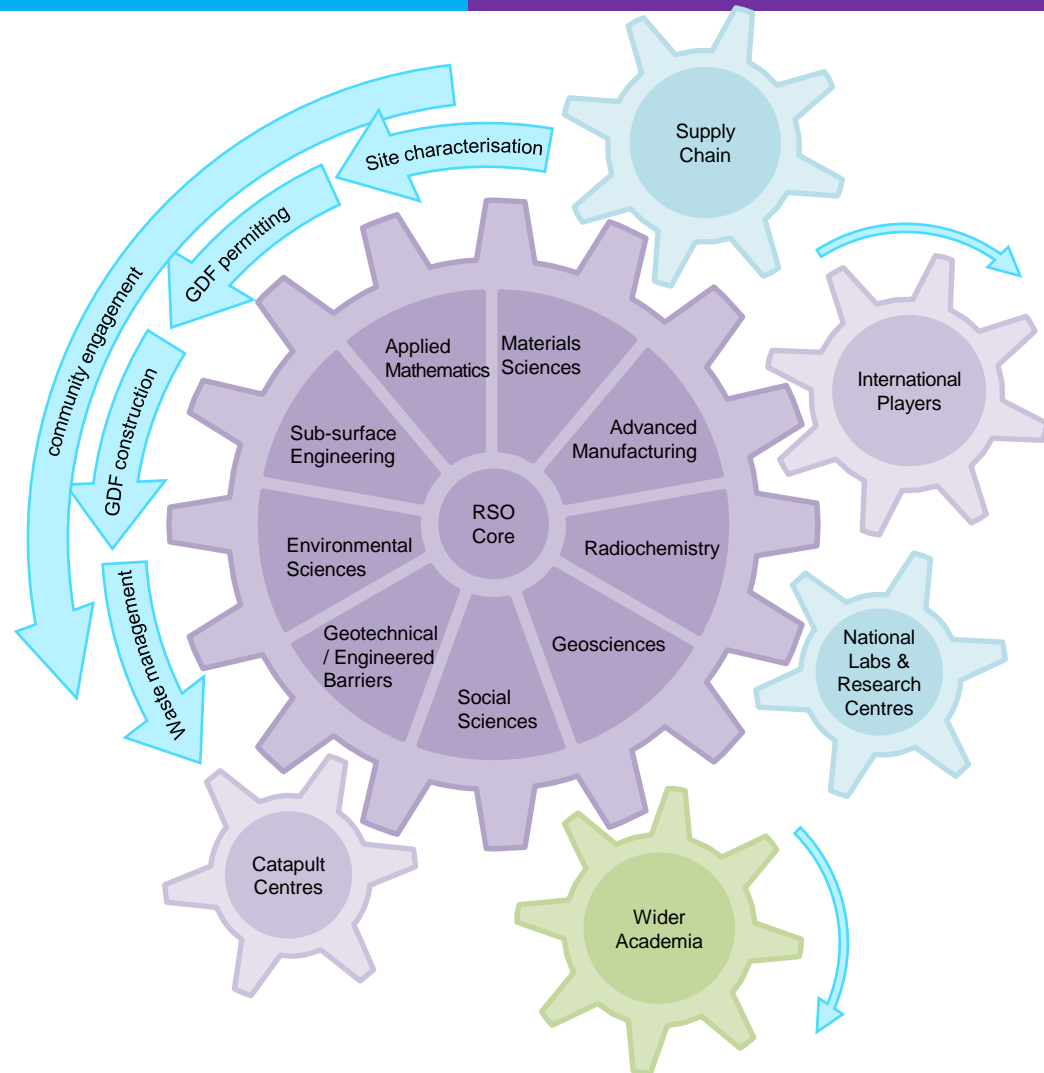 Supply
Chain
Site characterisation
GDF permitting
community engagement
GDF construction
Waste management
International
Players
Applied
Mathematics
Materials
Sciences
Sub-surface
Engineering
Advanced
Manufacturing
RSO
Core
Environmental
Sciences
Radiochemistry
Geotechnical
/ Engineered
Barriers
Geosciences
Social
Sciences
National
Labs &
Research
Centres
Catapult
Centres
Wider
Academia